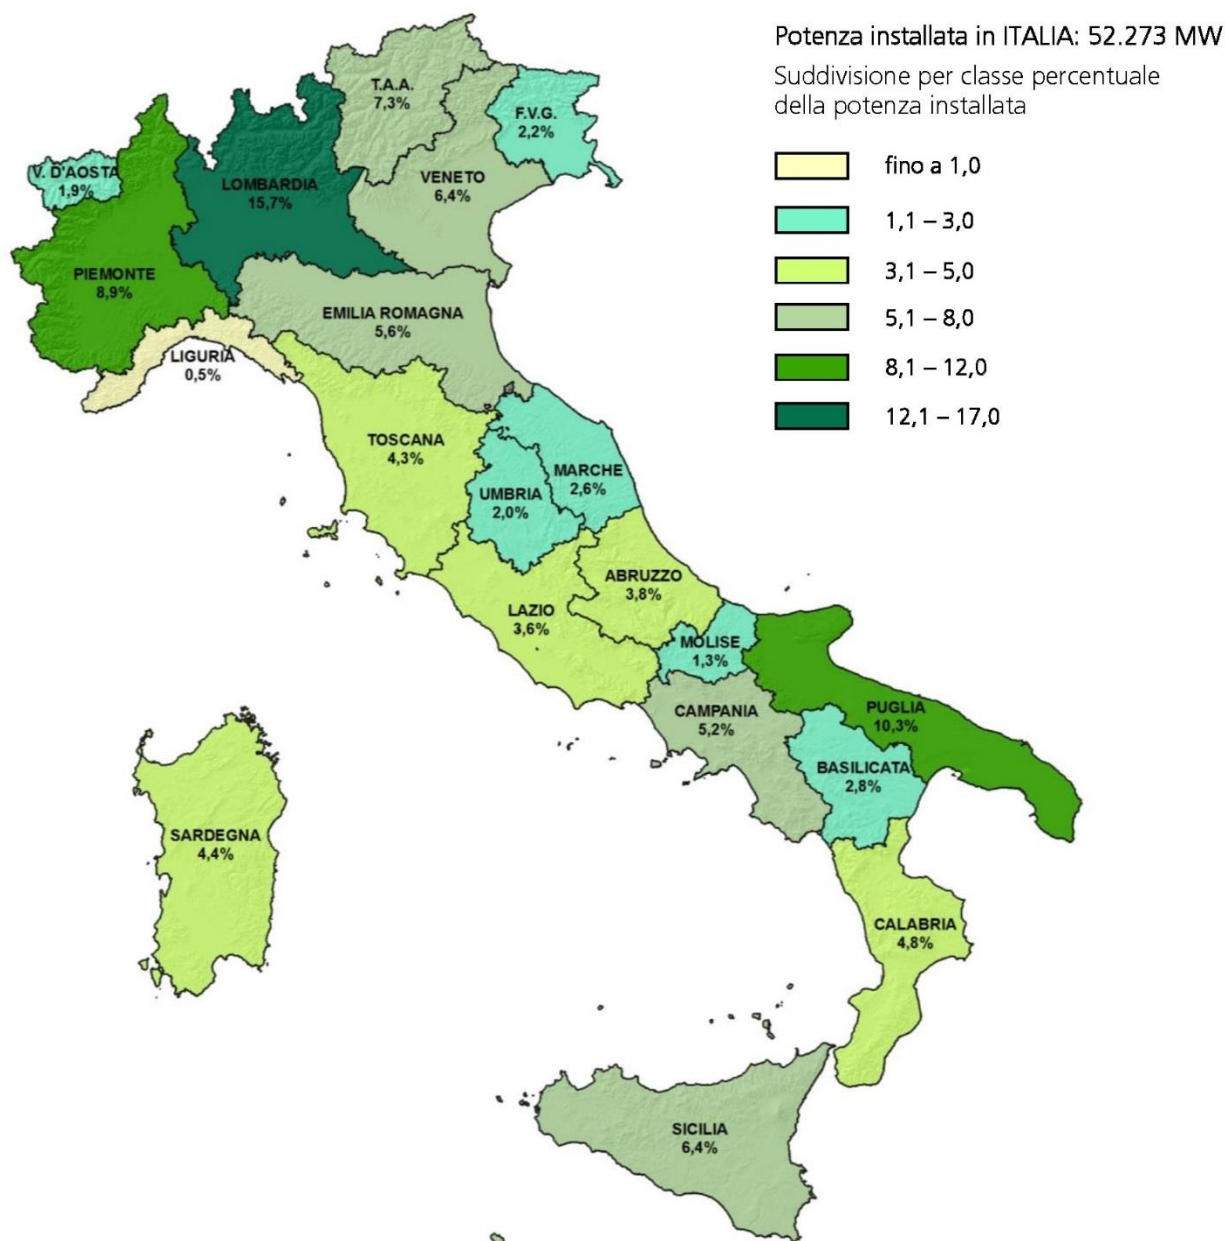 Potenza installata in ITALIA: 52.273 MW
Suddivisione per classe percentuale
della potenza installata
fino a 1,0
1,1 – 3,0
3,1 – 5,0
5,1 – 8,0
8,1 – 12,0
12,1 – 17,0
T.A.A.
7,3%
F.V.G.
2,2%
V. D'AOSTA
1,9%
LOMBARDIA
15,7%
VENETO
6,4%
PIEMONTE
8,9%
EMILIA ROMAGNA
5,6%
LIGURIA
0,5%
TOSCANA
4,3%
MARCHE
2,6%
UMBRIA
2,0%
ABRUZZO
3,8%
LAZIO
3,6%
MOLISE
1,3%
CAMPANIA
5,2%
PUGLIA
10,3%
BASILICATA
2,8%
SARDEGNA
4,4%
CALABRIA
4,8%
SICILIA
6,4%